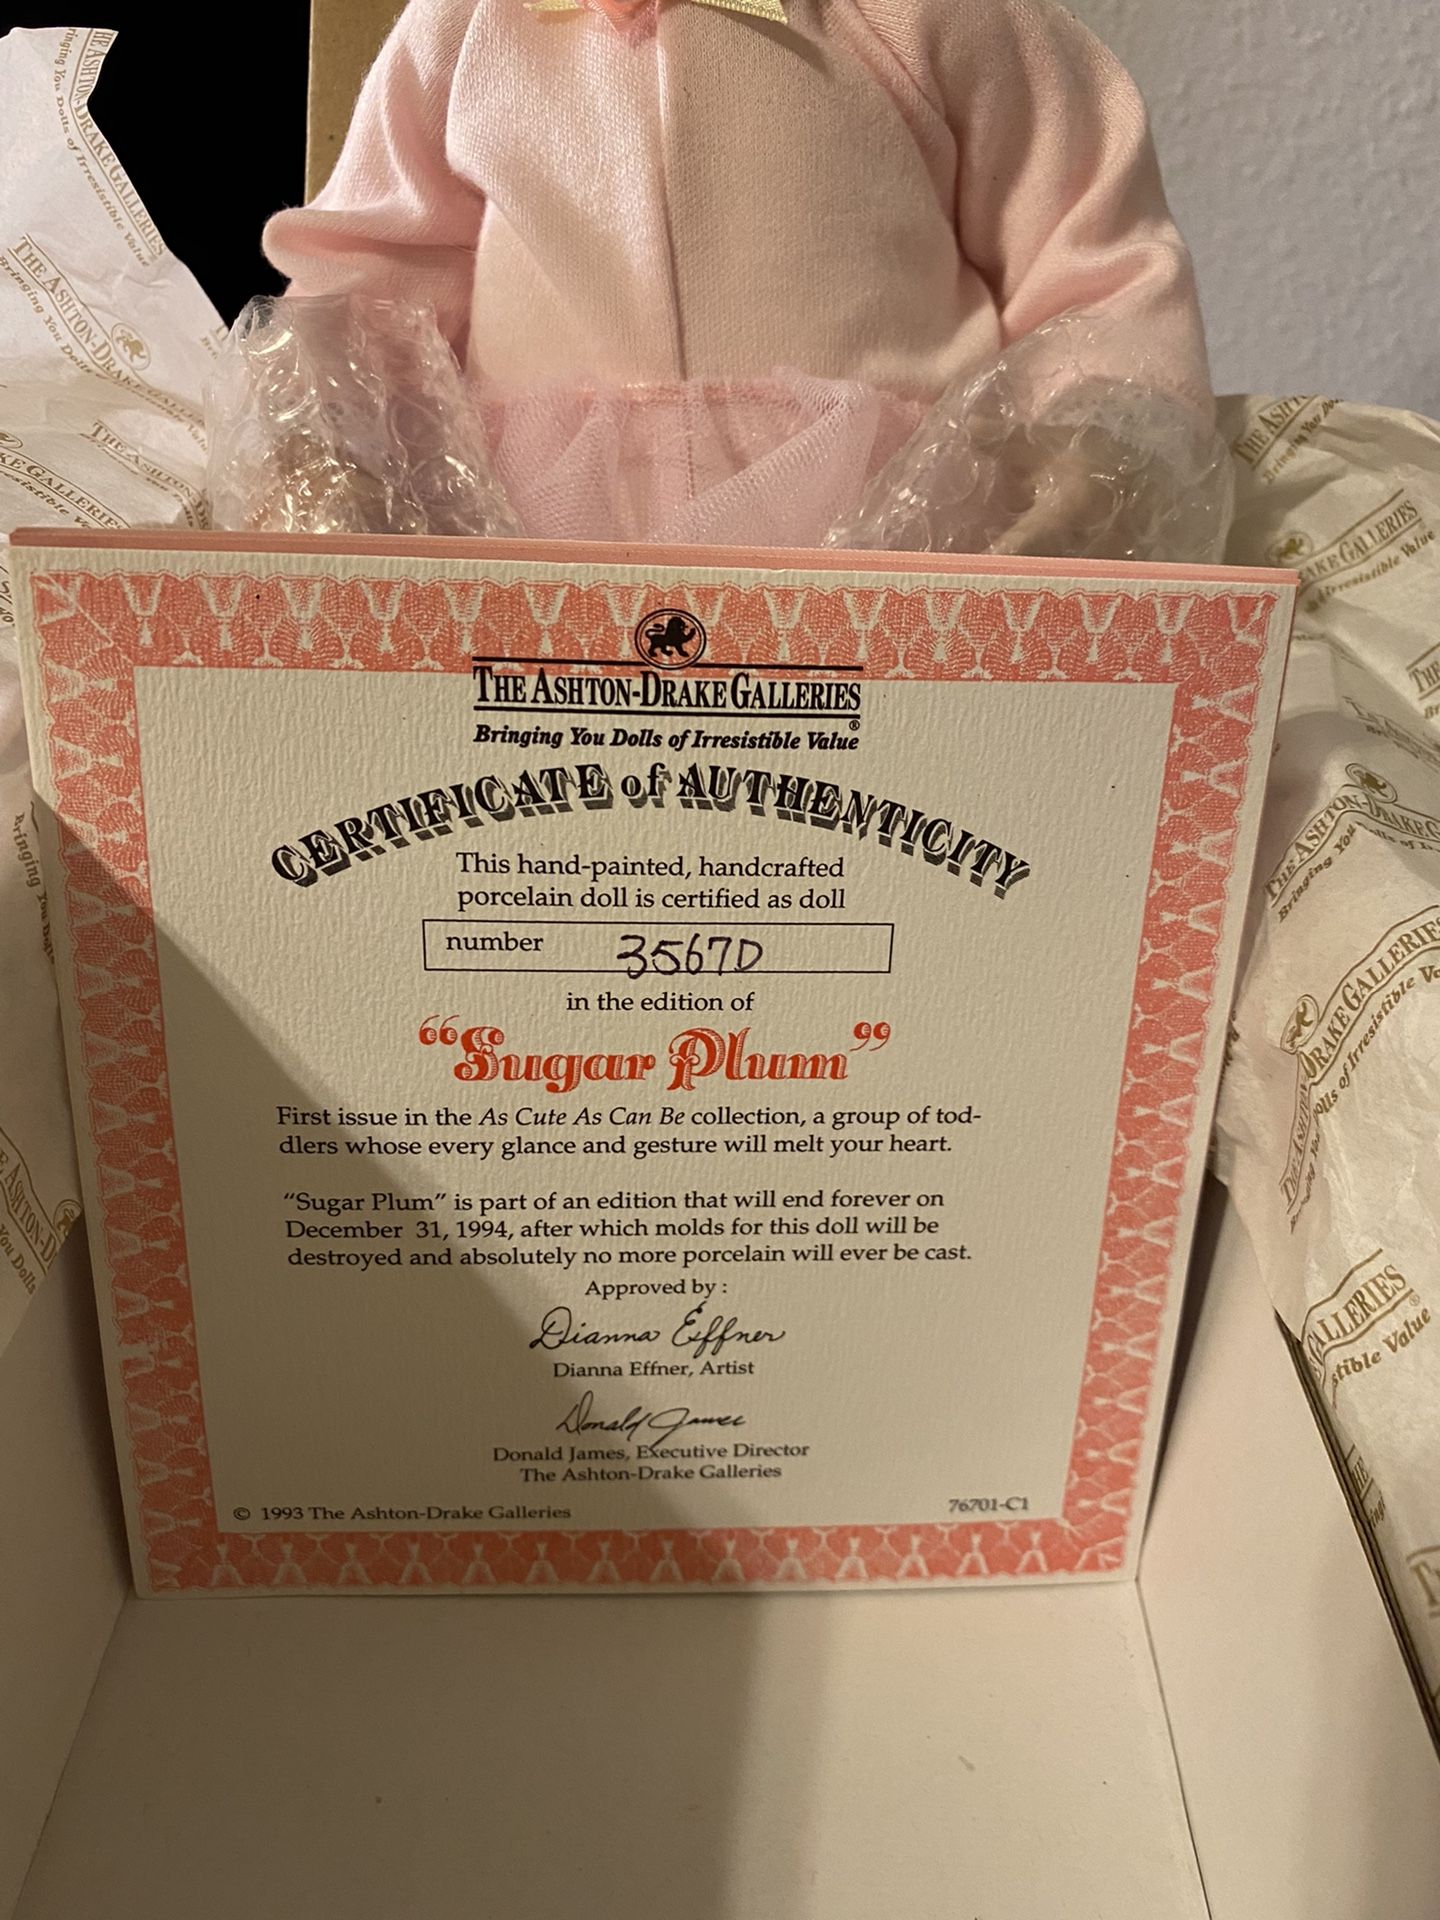 THE ASHTON-DRAKE GALLERIES
®
Bringing You Dolls of Irresistible Value
CERTIFICATE of AUTHENTICITY
This hand-painted, handcrafted
porcelain doll is certified as doll
number 3567D
in the edition of
“Sugar Plum”
First issue in the As Cute As Can Be collection, a group of tod-
dlers whose every glance and gesture will melt your heart.
“Sugar Plum” is part of an edition that will end forever on
December 31, 1994, after which molds for this doll will be
destroyed and absolutely no more porcelain will ever be cast.
Approved by :
Dianna Effner
Dianna Effner, Artist
Donald James
Donald James, Executive Director
The Ashton-Drake Galleries
© 1993 The Ashton-Drake Galleries
76701-C1
THE ASHTON-DRAKE GALLERIES
Bringing You Dolls of Irresistible Value